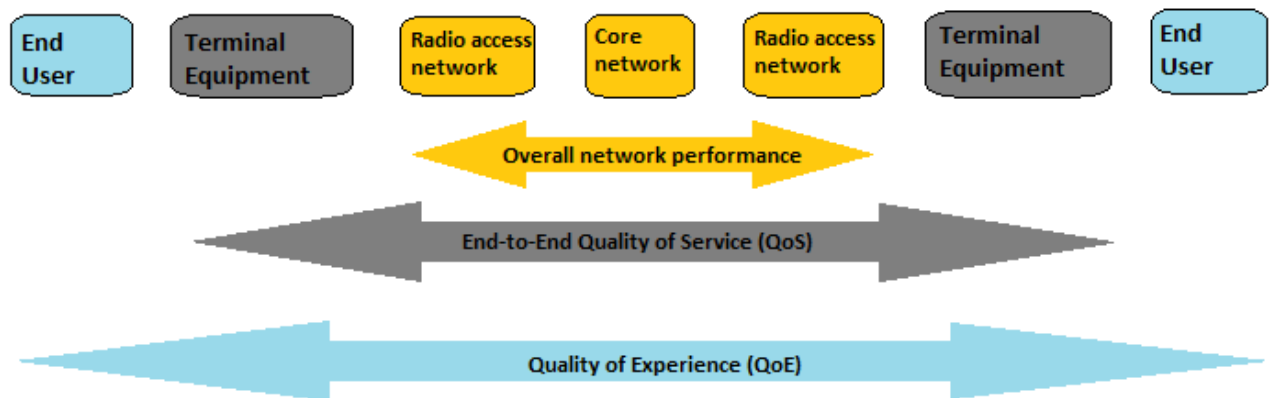 End
User
Terminal
Equipment
Radio access
network
Core
network
Radio access
network
Terminal
Equipment
End
User
Overall network performance
End-to-End Quality of Service (QoS)
Quality of Experience (QoE)